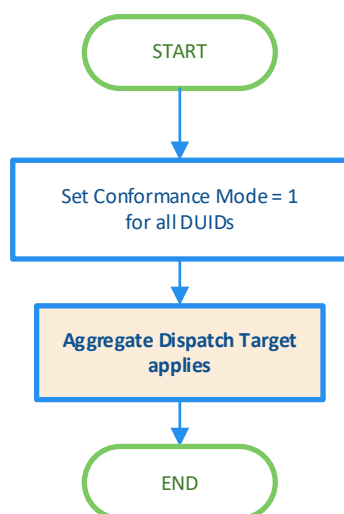 START
Set Conformance Mode = 1
for all DUIDs
Aggregate Dispatch Target
applies
END